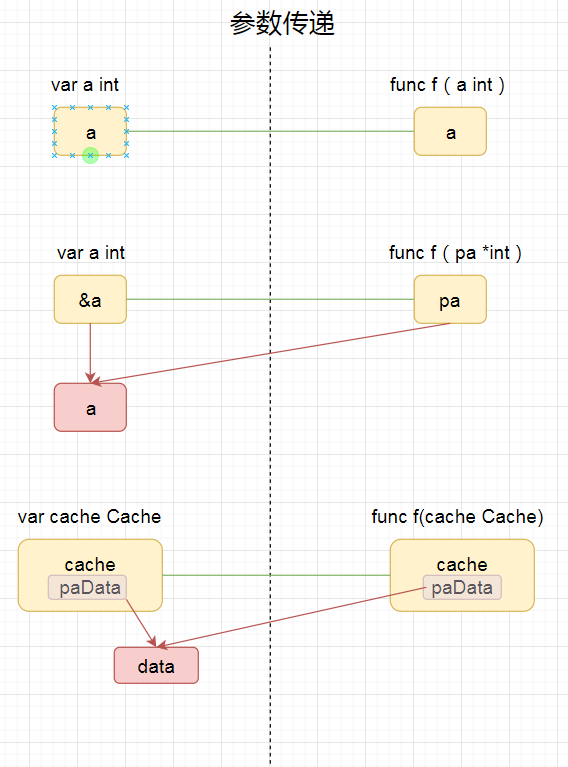 参数传递
var a int
func f ( a int )
a
a
var a int
func f ( pa *int )
&a
pa
a
var cache Cache
func f(cache Cache)
cache
paData
cache
paData
data